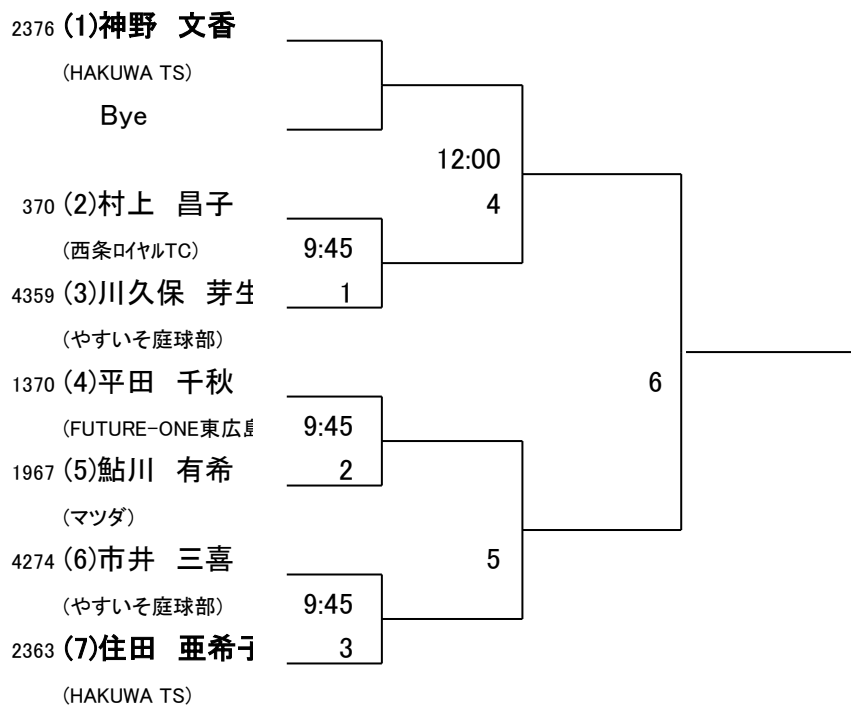 2376 (1)神野 文香
(HAKUWA TS)
Bye
12:00
370 (2)村上 昌子
4
(西条ロイヤルTC)
9:45
4359 (3)川久保 芽生
1
(やすいそ庭球部)
1370 (4)平田 千秋
6
(FUTURE-ONE東広島
9:45
1967 (5)鮎川 有希
2
(マツダ)
4274 (6)市井 三喜
5
(やすいそ庭球部)
9:45
2363 (7)住田 亜希子
3
(HAKUWA TS)